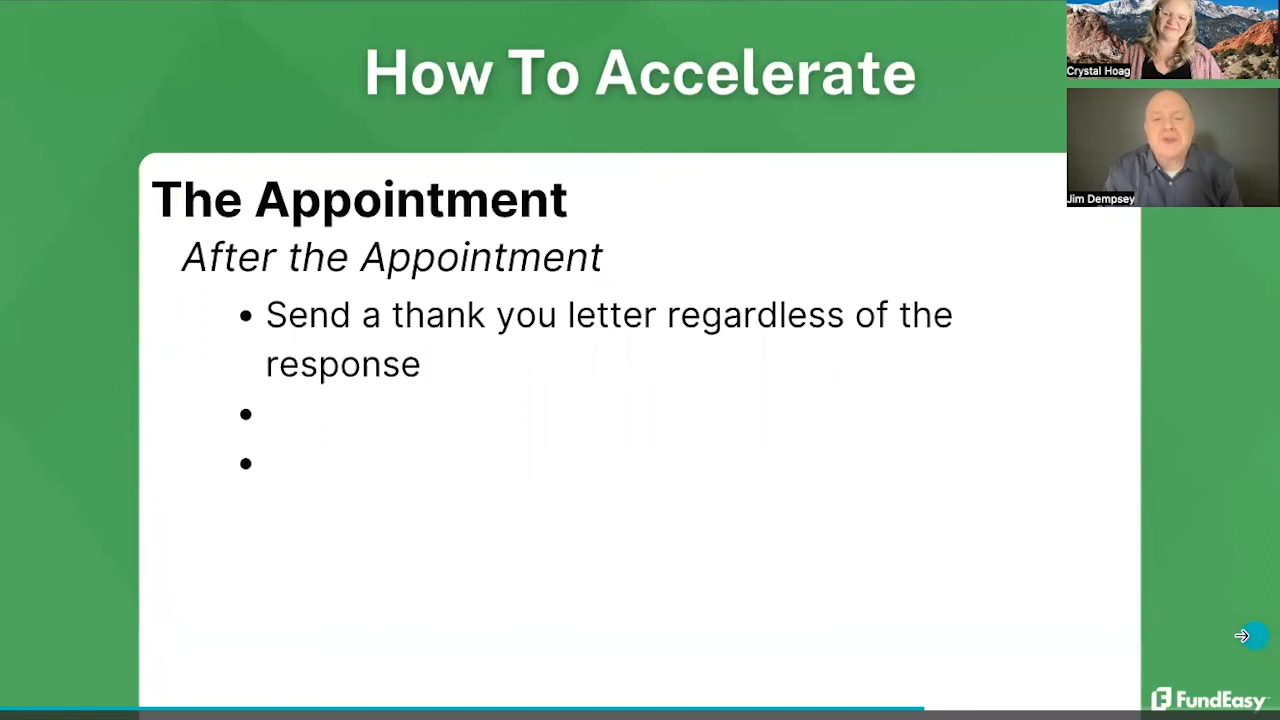 How To Accelerate
Crystal Hoag
Jim Dempsey
The Appointment
After the Appointment
• Send a thank you letter regardless of the
response
•
•
FundEasy